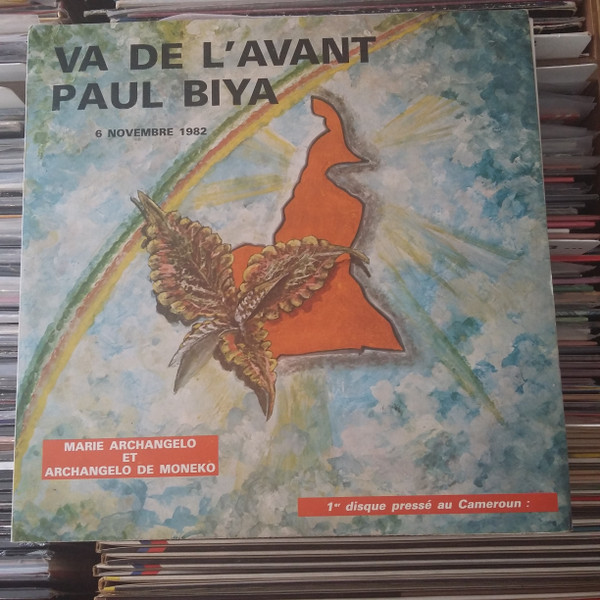 VA DE L'AVANT
PAUL BIYA
6 NOVEMBRE 1982
MARIE ARCHANGELO
ET
ARCHANGELO DE MONEKO
1er disque pressé au Cameroun :